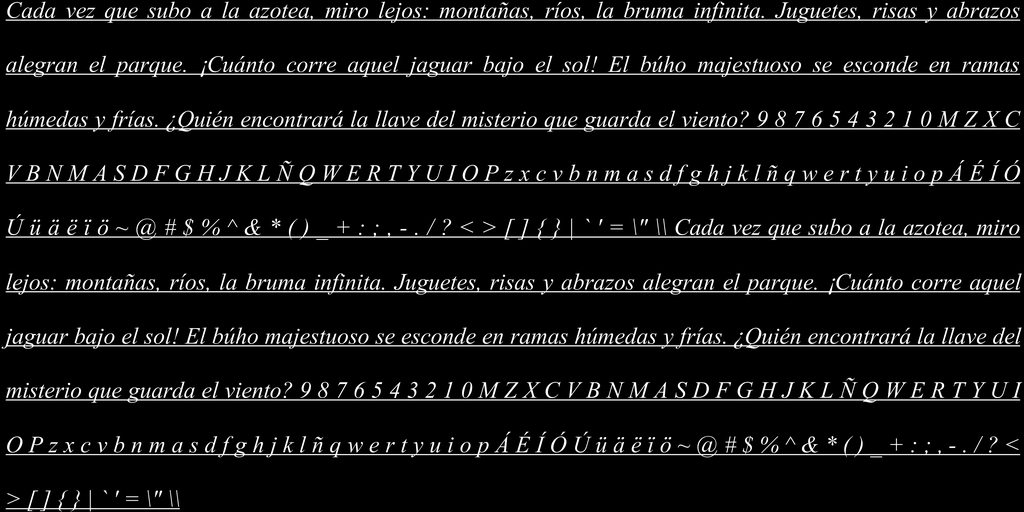 Cada vez que subo a la azotea, miro lejos: montañas, ríos, la bruma infinita. Juguetes, risas y abrazos
alegran el parque. ¡Cuánto corre aquel jaguar bajo el sol! El búho majestuoso se esconde en ramas
húmedas y frías. ¿Quién encontrará la llave del misterio que guarda el viento? 9 8 7 6 5 4 3 2 1 0 M Z X C
V B N M A S D F G H J K L Ñ Q W E R T Y U I O P z x c v b n m a s d f g h j k l ñ q w e r t y u i o p Á É Í Ó
Ú ü ä ë ï ö ~ @ # $ % ^ & * ( ) _ + : ; , - . / ? < > [ ] { } | ` ' = \" \\ Cada vez que subo a la azotea, miro
lejos: montañas, ríos, la bruma infinita. Juguetes, risas y abrazos alegran el parque. ¡Cuánto corre aquel
jaguar bajo el sol! El búho majestuoso se esconde en ramas húmedas y frías. ¿Quién encontrará la llave del
misterio que guarda el viento? 9 8 7 6 5 4 3 2 1 0 M Z X C V B N M A S D F G H J K L Ñ Q W E R T Y U I
O P z x c v b n m a s d f g h j k l ñ q w e r t y u i o p Á É Í Ó Ú ü ä ë ï ö ~ @ # $ % ^ & * ( ) _ + : ; , - . / ? <
> [ ] { } | ` ' = \" \\